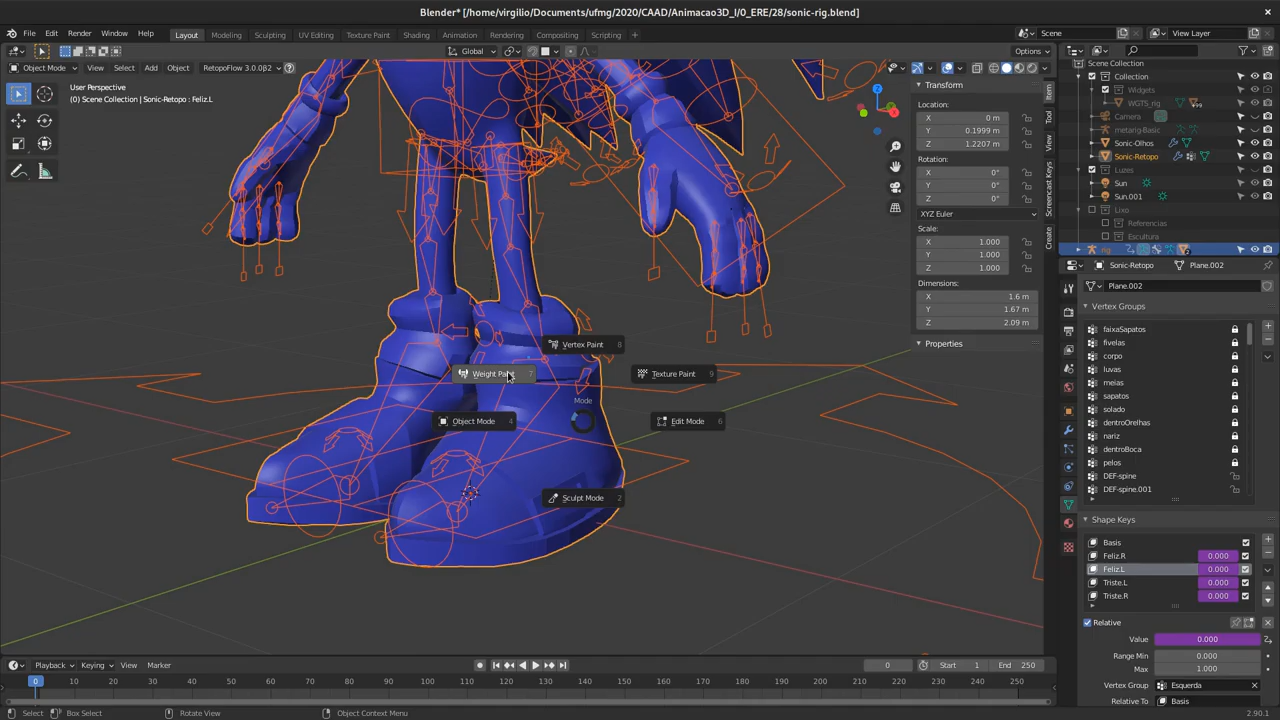 Blender* [/home/virgilio/Documents/ufmg/2020/CAAD/Animacao3D_I/0_ERE/28/sonic-rig.blend]
File Edit Render Window Help Layout Modeling Sculpting UV Editing Texture Paint Shading Animation Rendering Compositing Scripting Scene View Layer
Global Options
Object Mode View Select Add Object RetopoFlow 3.0.0β2
User Perspective
(0) Scene Collection | Sonic-Retopo : Feliz.L
Vertex Paint 8
Weight Paint 7
Texture Paint 9
Mode
Object Mode 4
Edit Mode 6
Sculpt Mode 2
Z
Transform
Location:
X 0 m
Y 0.1999 m
Z 1.2207 m
Rotation:
X 0°
Y 0°
Z 0°
XYZ Euler
Scale:
X 1.000
Y 1.000
Z 1.000
Dimensions:
X 1.6 m
Y 1.67 m
Z 2.09 m
Properties
Item
Tool
View
Screencast Keys
Create
Scene Collection
Collection
Widgets
WGTS_rig
Camera
metarig-Basic
Sonic-Olhos
Sonic-Retopo
Luzes
Sun
Sun.001
Lixo
Referencias
Escultura
rig
Sonic-Retopo Plane.002
Plane.002
Vertex Groups
faixaSapatos
fivelas
corpo
luvas
meias
sapatos
solado
dentroOrelhas
nariz
dentroBoca
pelos
DEF-spine
DEF-spine.001
Shape Keys
Basis
Feliz.R 0.000
Feliz.L 0.000
Triste.L 0.000
Triste.R 0.000
Relative
Value 0.000
Range Min 0.000
Max 1.000
Vertex Group Esquerda
Relative To Basis
Playback Keying View Marker 0 Start 1 End 250
0 10 20 30 40 50 60 70 80 90 100 110 120 130 140 150 160 170 180 190 200 210 220 230 240 250
Select Box Select Rotate View Object Context Menu 2.90.1